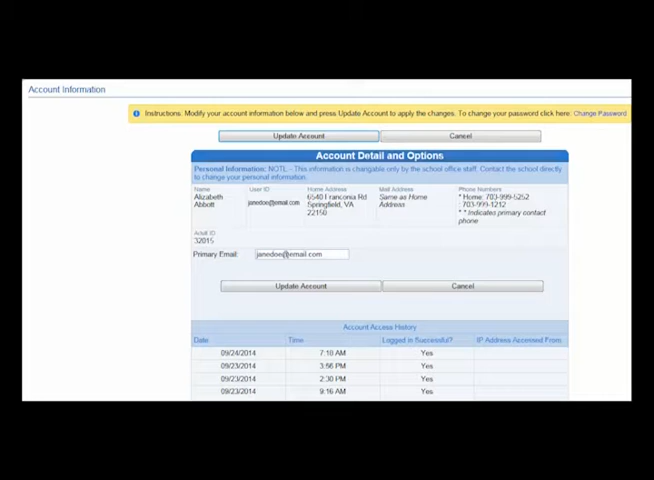 Account Information
Instructions: Modify your account information below and press Update Account to apply the changes. To change your password click here: Change Password
Update Account Cancel
Account Detail and Options
Personal Information: NOTE - This information is changable only by the school office staff. Contact the school directly
to change your personal information.
Name User ID Home Address Mail Address Phone Numbers
Alizabeth janedoe@email.com 6540 Franconia Rd Same as Home * Home: 703-999-5252
Abbott Springfield, VA Address : 703-999-1212
22150 * * Indicates primary contact
phone
Adult ID
32015
Primary Email: janedoe@email.com
Update Account Cancel
Account Access History
Date Time Logged in Successful? IP Address Accessed From:
09/24/2014 7:18 AM Yes
09/23/2014 3:56 PM Yes
09/23/2014 2:30 PM Yes
09/23/2014 9:16 AM Yes